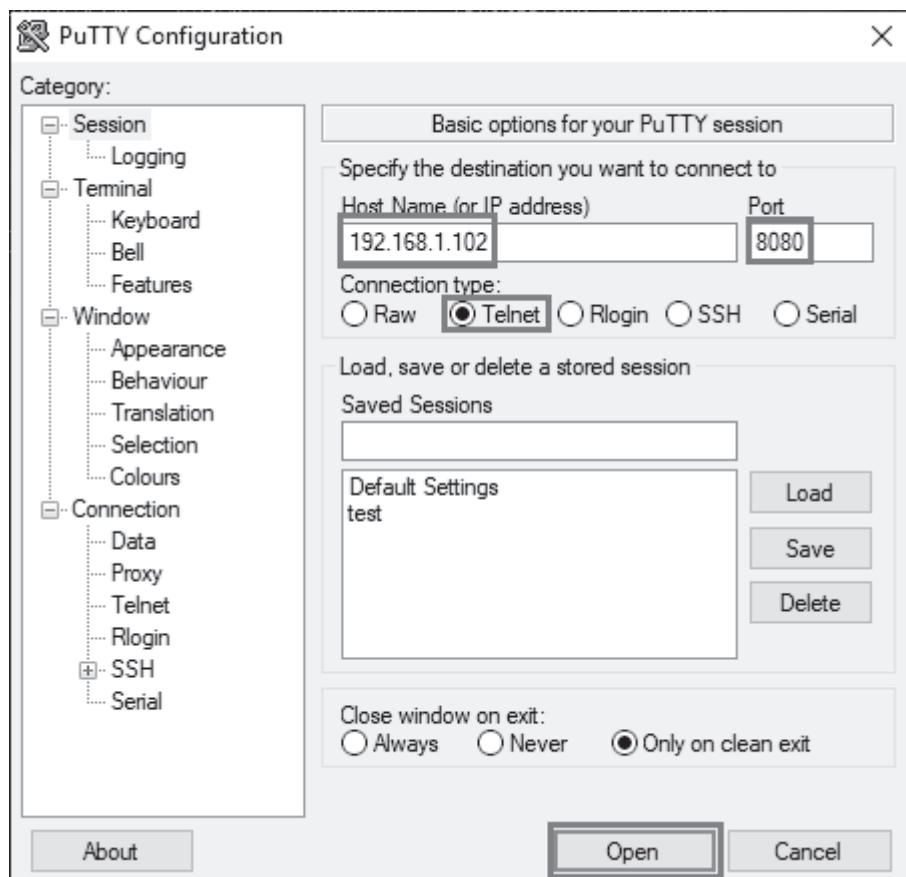 PuTTY Configuration
Category:
Session
Logging
Terminal
Keyboard
Bell
Features
Window
Appearance
Behaviour
Translation
Selection
Colours
Connection
Data
Proxy
Telnet
Rlogin
SSH
Serial
Basic options for your PuTTY session
Specify the destination you want to connect to
Host Name (or IP address) Port
192.168.1.102 8080
Connection type:
Raw Telnet Rlogin SSH Serial
Load, save or delete a stored session
Saved Sessions
Default Settings
test
Load
Save
Delete
Close window on exit:
Always Never Only on clean exit
About Open Cancel